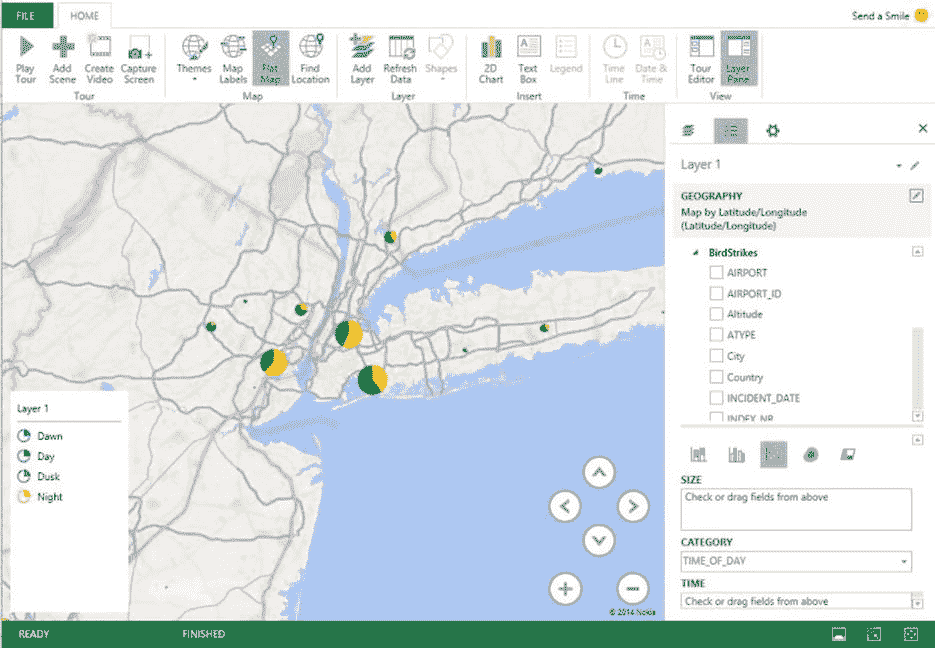 FILE
HOME
Send a Smile
Play Tour
Add Scene
Create Video
Capture Screen
Tour
Themes
Map Labels
Flat Map
Find Location
Map
Add Layer
Refresh Data
Shapes
Layer
2D Chart
Text Box
Legend
Insert
Time Line
Date & Time
Time
Tour Editor
Layer Pane
View
Layer 1
GEOGRAPHY
Map by Latitude/Longitude
(Latitude/Longitude)
BirdStrikes
AIRPORT
AIRPORT_ID
Altitude
ATYPE
City
Country
INCIDENT_DATE
INDEX_NR
SIZE
Check or drag fields from above
CATEGORY
TIME_OF_DAY
TIME
Check or drag fields from above
Layer 1
Dawn
Day
Dusk
Night
© 2014 Nokia
READY
FINISHED